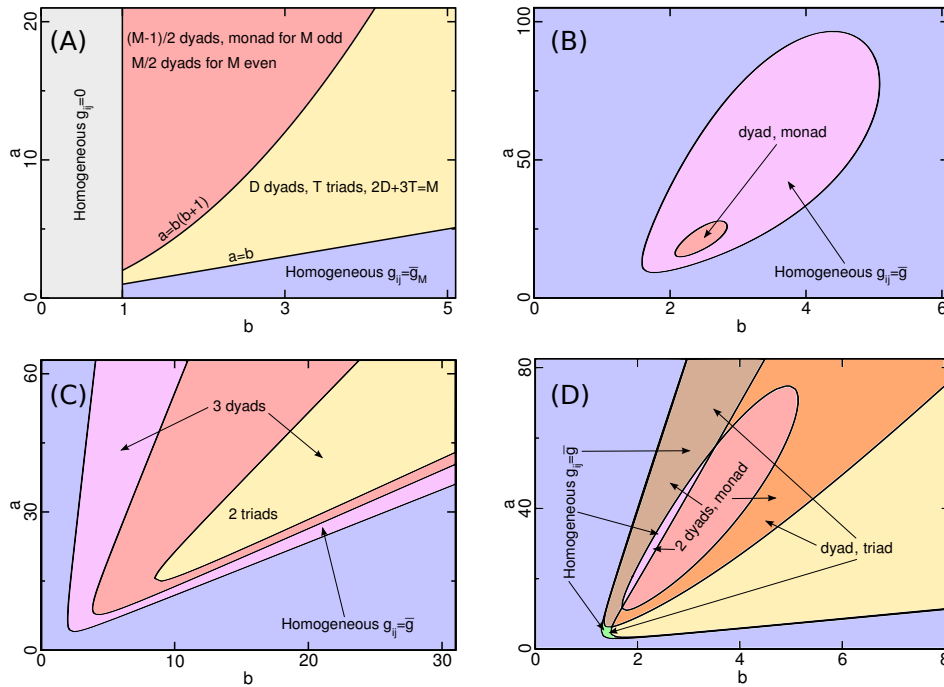 (A)
(M-1)/2 dyads, monad for M odd
M/2 dyads for M even
Homogeneous g_ij=0
D dyads, T triads, 2D+3T=M
a=b(b+1)
a=b
Homogeneous g_ij=g̅_M
a
20
10
0
0
1
3
5
b
(B)
dyad, monad
Homogeneous g_ij=g̅
a
100
50
0
0
2
4
6
b
(C)
3 dyads
2 triads
Homogeneous g_ij=g̅
a
60
30
0
0
10
20
30
b
(D)
Homogeneous g_ij=g̅
2 dyads, monad
dyad, triad
a
80
40
0
0
2
4
6
8
b